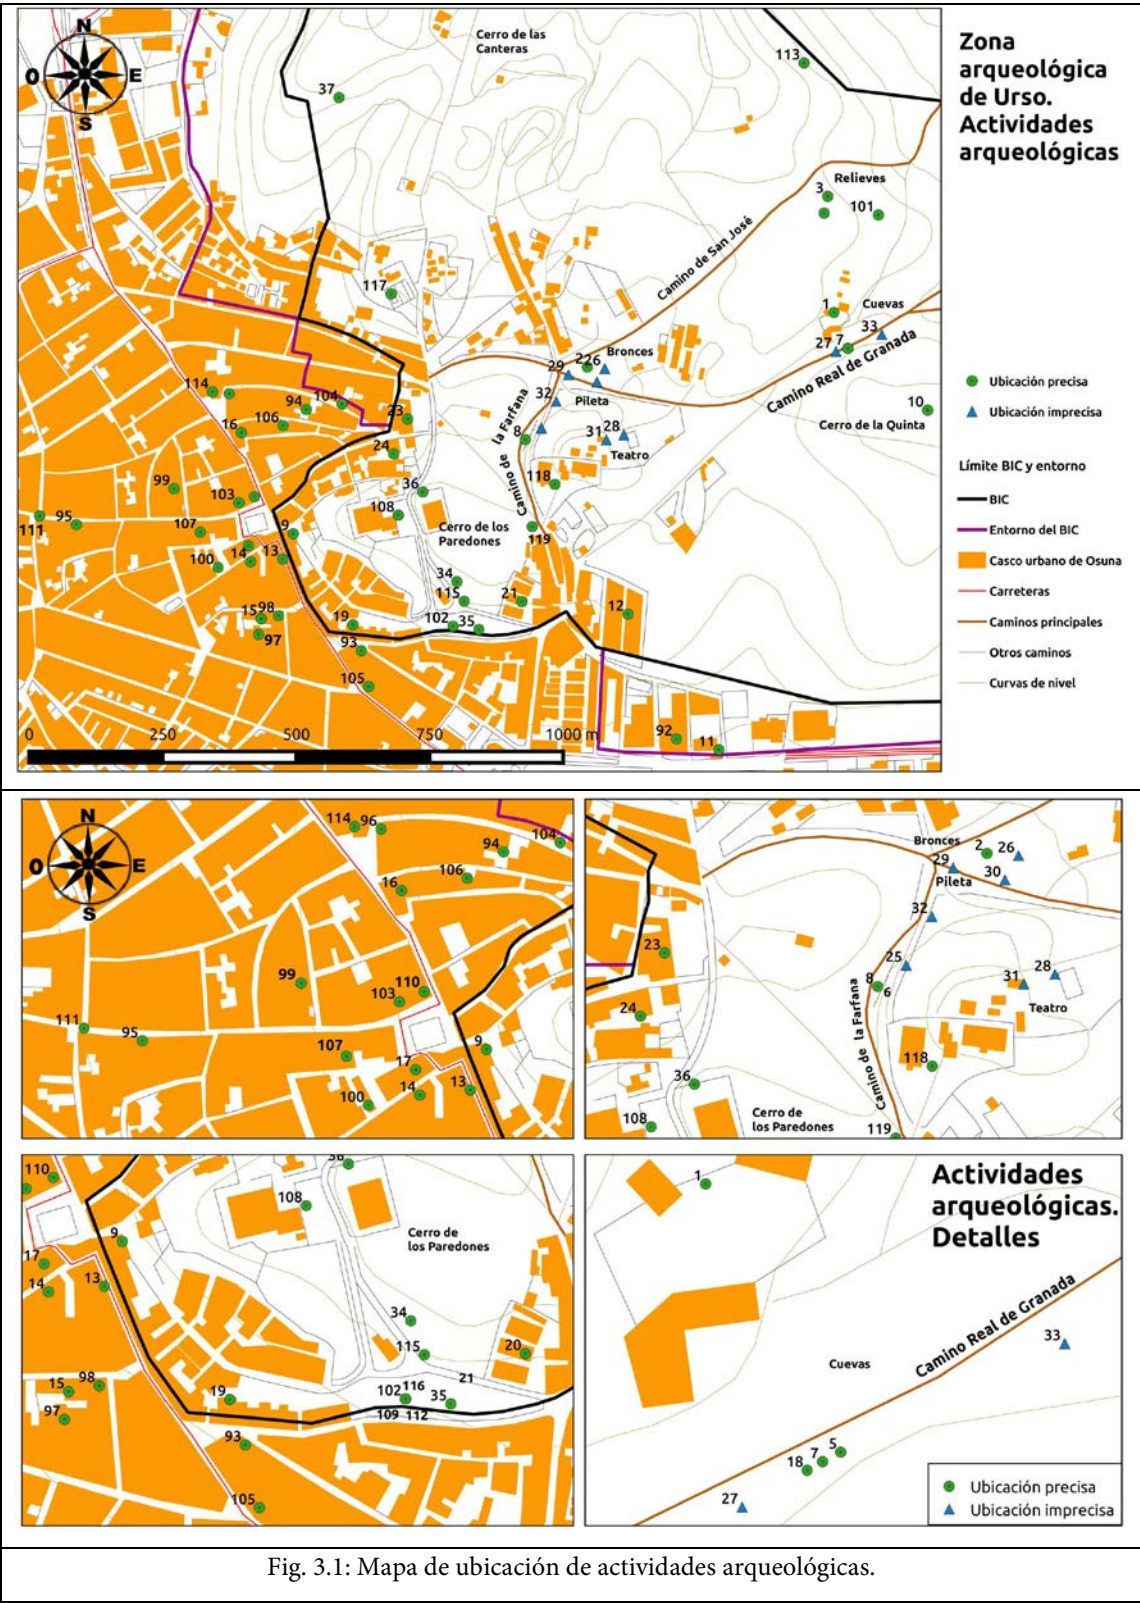 N
O
E
S
Cerro de las
Canteras
113
37
Zona
arqueológica
de Urso.
Actividades
arqueológicas
Relieves
3
101
Camino de San José
117
1
Cuevas
33
27
7
Camino Real de Granada
Bronces
226
29
Pileta
32
Camino de la Farfana
8
31
28
Teatro
10
Cerro de la Quinta
114
94
104
23
16
106
24
99
103
36
118
108
111
95
107
9
Cerro de los
Paredones
119
14
13
100
34
115
21
15
98
97
19
102
35
12
93
105
92
11
0
250
500
750
1000 m
Ubicación precisa
Ubicación imprecisa
Límite BIC y entorno
BIC
Entorno del BIC
Casco urbano de Osuna
Carreteras
Caminos principales
Otros caminos
Curvas de nivel
N
O
E
S
114
96
94
104
106
16
99
110
103
111
95
107
9
17
14
13
100
Bronces
2
26
29
Pileta
30
32
23
25
8
6
28
31
Teatro
24
Camino de la Farfana
118
36
108
Cerro de
los Paredones
119
110
36
108
9
Cerro de
los Paredones
17
14
13
34
115
20
21
15
98
97
19
102
116
35
109
112
93
105
1
Actividades
arqueológicas.
Detalles
Camino Real de Granada
33
Cuevas
5
7
18
27
Ubicación precisa
Ubicación imprecisa
Fig. 3.1: Mapa de ubicación de actividades arqueológicas.